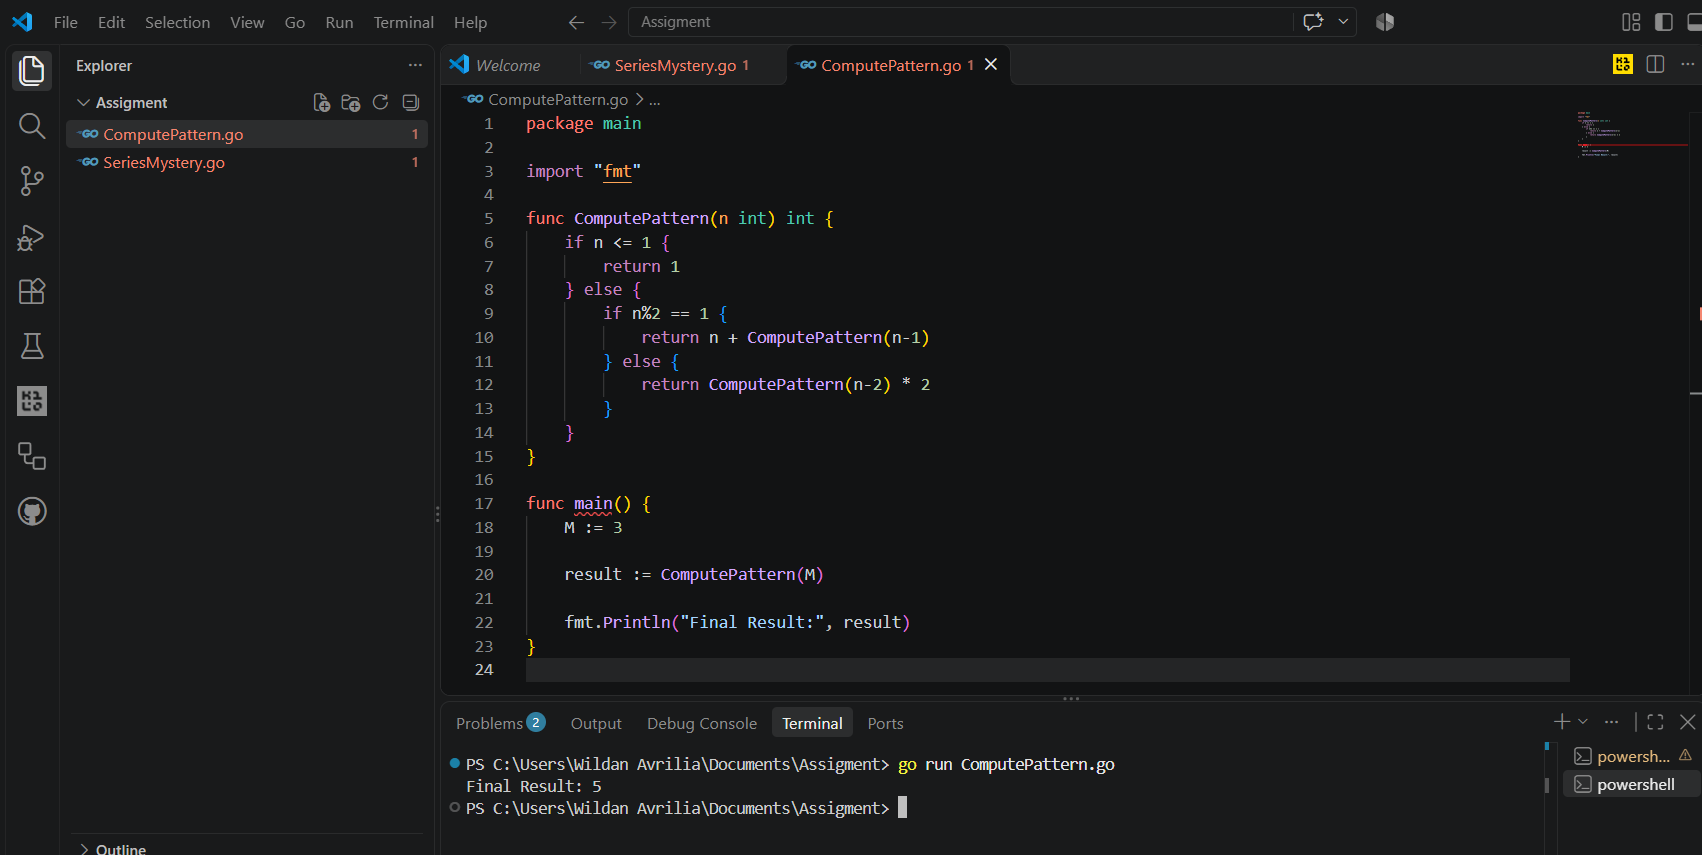 File Edit Selection View Go Run Terminal Help
Assigment
Explorer
Assigment
ComputePattern.go 1
SeriesMystery.go 1
Outline
Welcome
SeriesMystery.go 1
ComputePattern.go 1
ComputePattern.go > ...
1 package main
2
3 import "fmt"
4
5 func ComputePattern(n int) int {
6 if n <= 1 {
7 return 1
8 } else {
9 if n%2 == 1 {
10 return n + ComputePattern(n-1)
11 } else {
12 return ComputePattern(n-2) * 2
13 }
14 }
15 }
16
17 func main() {
18 M := 3
19
20 result := ComputePattern(M)
21
22 fmt.Println("Final Result:", result)
23 }
24
Problems 2 Output Debug Console Terminal Ports
PS C:\Users\Wildan Avrilia\Documents\Assigment> go run ComputePattern.go
Final Result: 5
PS C:\Users\Wildan Avrilia\Documents\Assigment>
powersh...
powershell